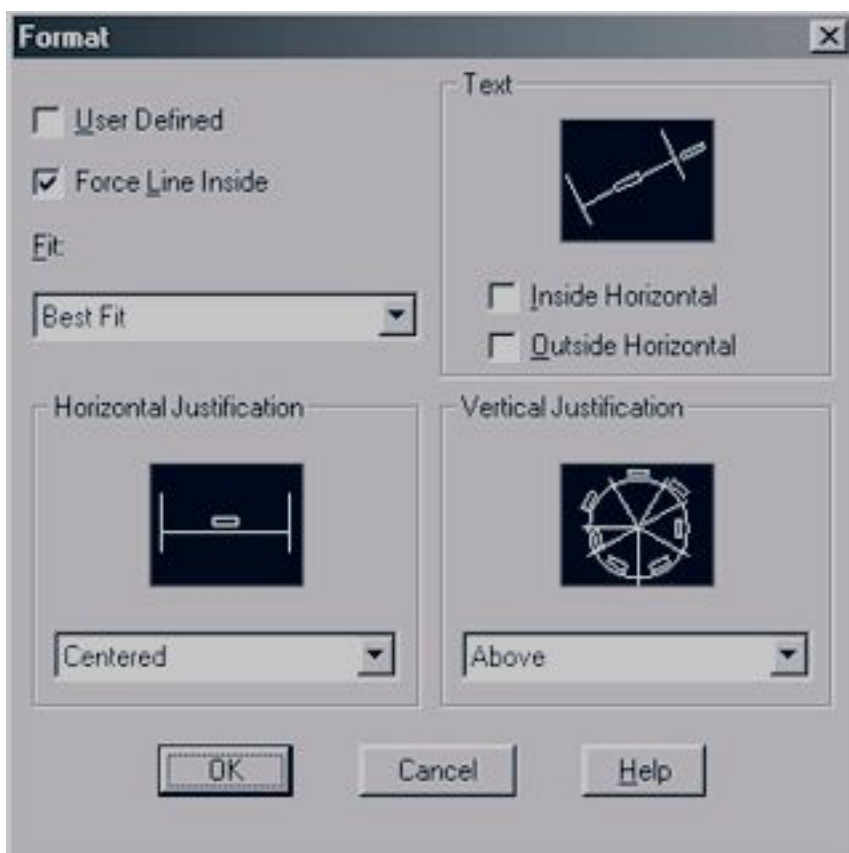 Format
User Defined
Force Line Inside
Fit:
Best Fit
Text
Inside Horizontal
Outside Horizontal
Horizontal Justification
Centered
Vertical Justification
Above
OK
Cancel
Help